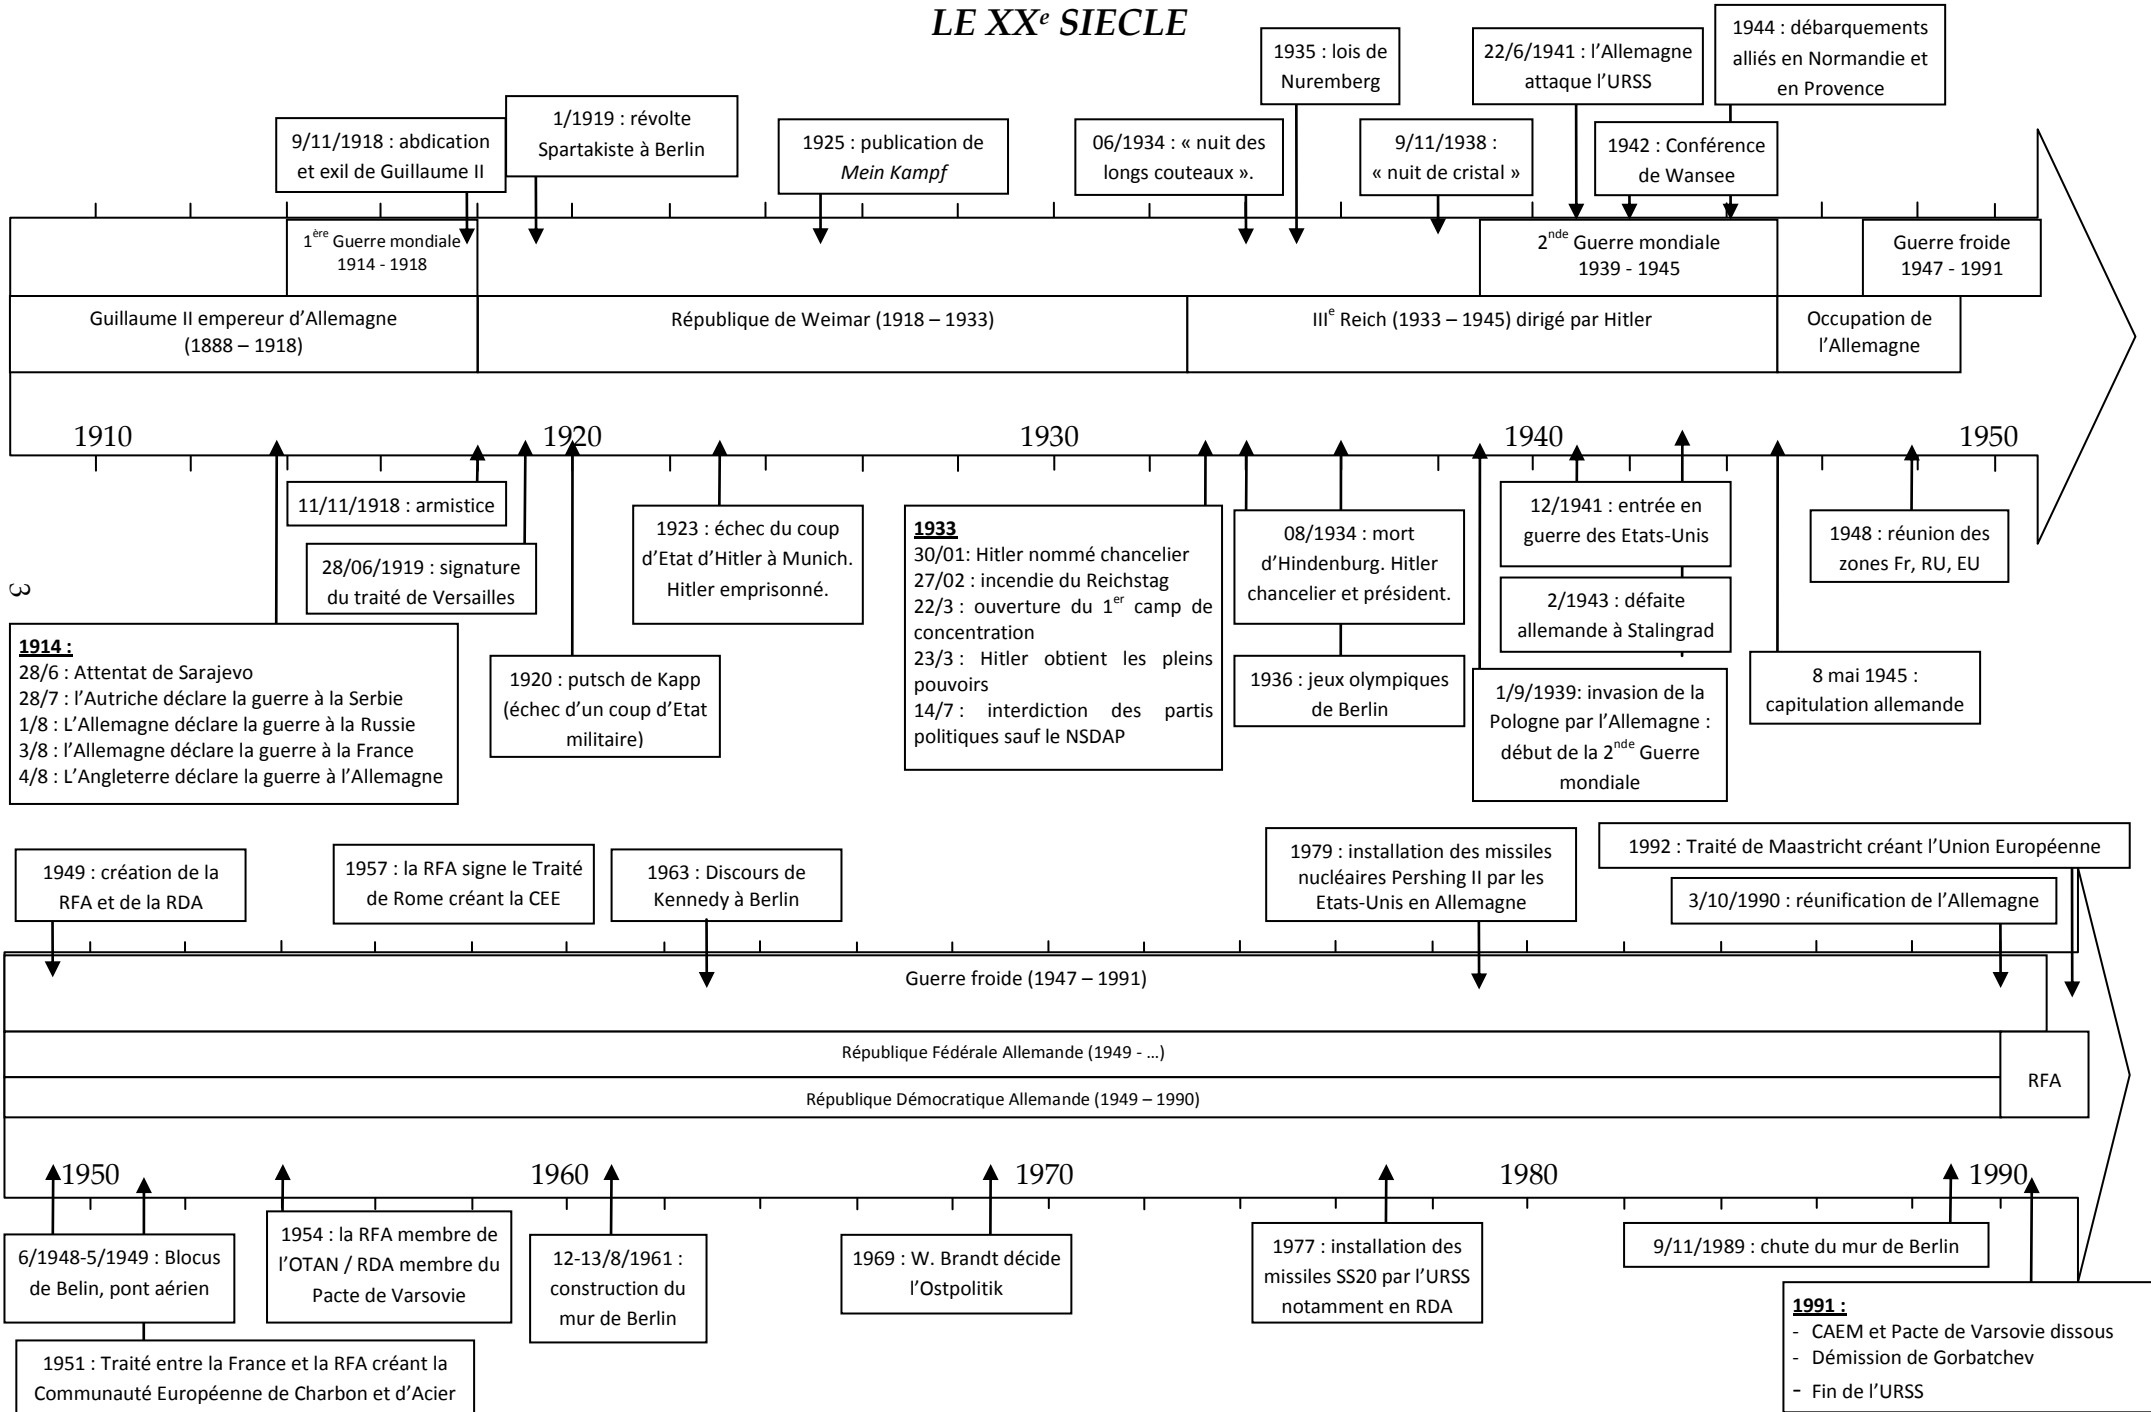 LE XXe SIECLE
1944 : débarquements
alliés en Normandie et
en Provence
1935 : lois de
Nuremberg
22/6/1941 : l’Allemagne
attaque l’URSS
9/11/1918 : abdication
et exil de Guillaume II
1/1919 : révolte
Spartakiste à Berlin
1925 : publication de
Mein Kampf
06/1934 : « nuit des
longs couteaux ».
9/11/1938 :
« nuit de cristal »
1942 : Conférence
de Wansee
1ère Guerre mondiale
1914 - 1918
2nde Guerre mondiale
1939 - 1945
Guerre froide
1947 - 1991
Guillaume II empereur d’Allemagne
(1888 – 1918)
République de Weimar (1918 – 1933)
IIIe Reich (1933 – 1945) dirigé par Hitler
Occupation de
l’Allemagne
1910
1920
1930
1940
1950
11/11/1918 : armistice
28/06/1919 : signature
du traité de Versailles
1923 : échec du coup
d’Etat d’Hitler à Munich.
Hitler emprisonné.
1933
30/01: Hitler nommé chancelier
27/02 : incendie du Reichstag
22/3 : ouverture du 1er camp de
concentration
23/3 : Hitler obtient les pleins
pouvoirs
14/7 : interdiction des partis
politiques sauf le NSDAP
08/1934 : mort
d’Hindenburg. Hitler
chancelier et président.
12/1941 : entrée en
guerre des Etats-Unis
1948 : réunion des
zones Fr, RU, EU
3
2/1943 : défaite
allemande à Stalingrad
1914 :
28/6 : Attentat de Sarajevo
28/7 : l’Autriche déclare la guerre à la Serbie
1/8 : L’Allemagne déclare la guerre à la Russie
3/8 : l’Allemagne déclare la guerre à la France
4/8 : L’Angleterre déclare la guerre à l’Allemagne
1920 : putsch de Kapp
(échec d’un coup d’Etat
militaire)
1936 : jeux olympiques
de Berlin
1/9/1939: invasion de la
Pologne par l’Allemagne :
début de la 2nde Guerre
mondiale
8 mai 1945 :
capitulation allemande
1949 : création de la
RFA et de la RDA
1957 : la RFA signe le Traité
de Rome créant la CEE
1963 : Discours de
Kennedy à Berlin
1979 : installation des missiles
nucléaires Pershing II par les
Etats-Unis en Allemagne
1992 : Traité de Maastricht créant l’Union Européenne
3/10/1990 : réunification de l’Allemagne
Guerre froide (1947 – 1991)
République Fédérale Allemande (1949 - …)
République Démocratique Allemande (1949 – 1990)
RFA
1950
1960
1970
1980
1990
6/1948-5/1949 : Blocus
de Belin, pont aérien
1954 : la RFA membre de
l’OTAN / RDA membre du
Pacte de Varsovie
12-13/8/1961 :
construction du
mur de Berlin
1969 : W. Brandt décide
l’Ostpolitik
1977 : installation des
missiles SS20 par l’URSS
notamment en RDA
9/11/1989 : chute du mur de Berlin
1951 : Traité entre la France et la RFA créant la
Communauté Européenne de Charbon et d’Acier
1991 :
- CAEM et Pacte de Varsovie dissous
- Démission de Gorbatchev
- Fin de l’URSS